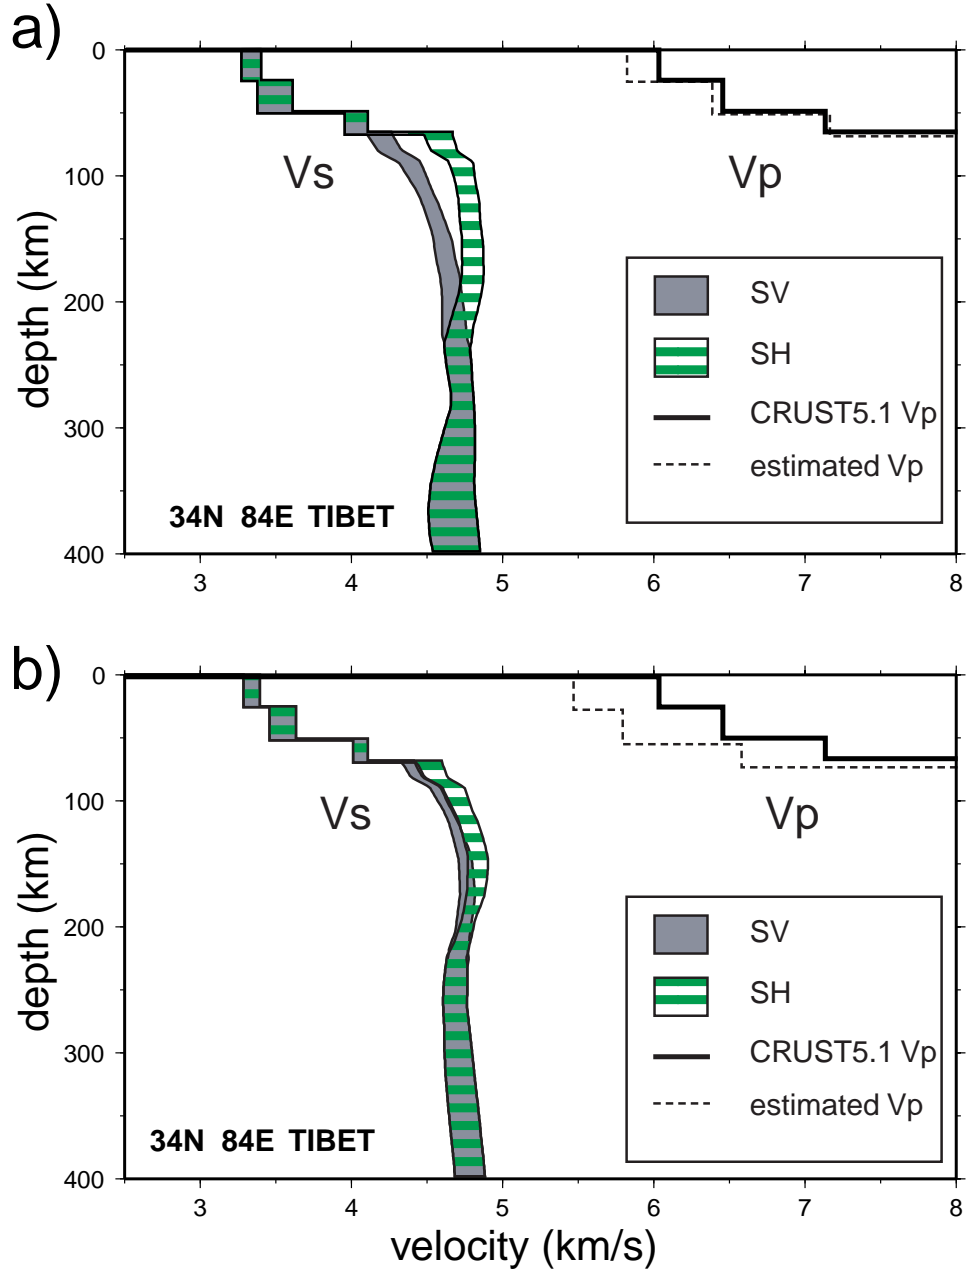 a)
0
100
200
300
400
depth (km)
Vs
Vp
SV
SH
CRUST5.1 Vp
estimated Vp
34N 84E TIBET
3 4 5 6 7 8
b)
0
100
200
300
400
depth (km)
Vs
Vp
SV
SH
CRUST5.1 Vp
estimated Vp
34N 84E TIBET
3 4 5 6 7 8
velocity (km/s)